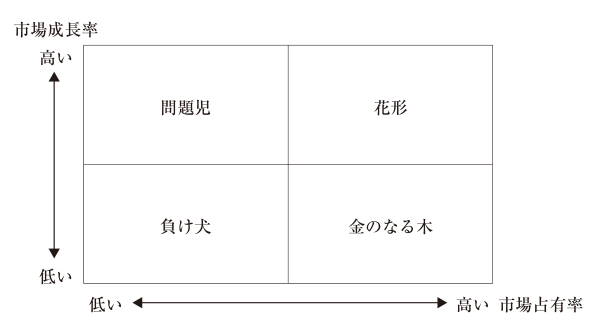 市場成長率
高い
問題児
花形
負け犬
金のなる木
低い
低い
高い 市場占有率